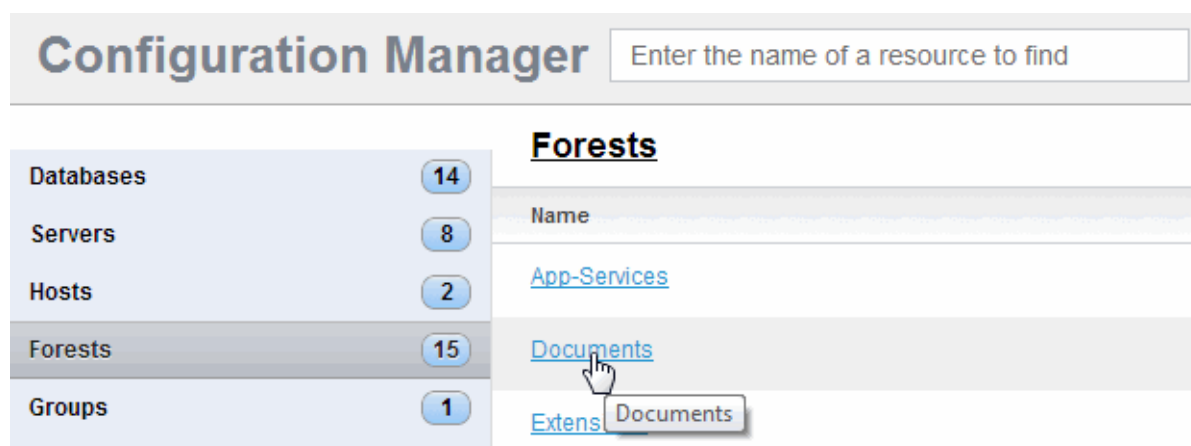 Configuration Manager Enter the name of a resource to find
Forests
Databases 14
Name
Servers 8
App-Services
Hosts 2
Forests 15
Documents
Groups 1
Documents